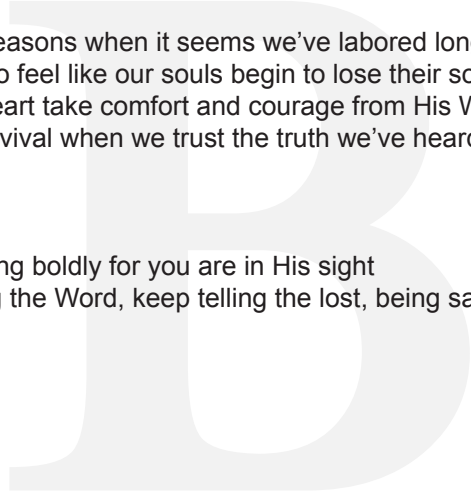 easons when it seems we’ve labored lon
o feel like our souls begin to lose their so
eart take comfort and courage from His W
vival when we trust the truth we’ve heard
ng boldly for you are in His sight
g the Word, keep telling the lost, being sa
B